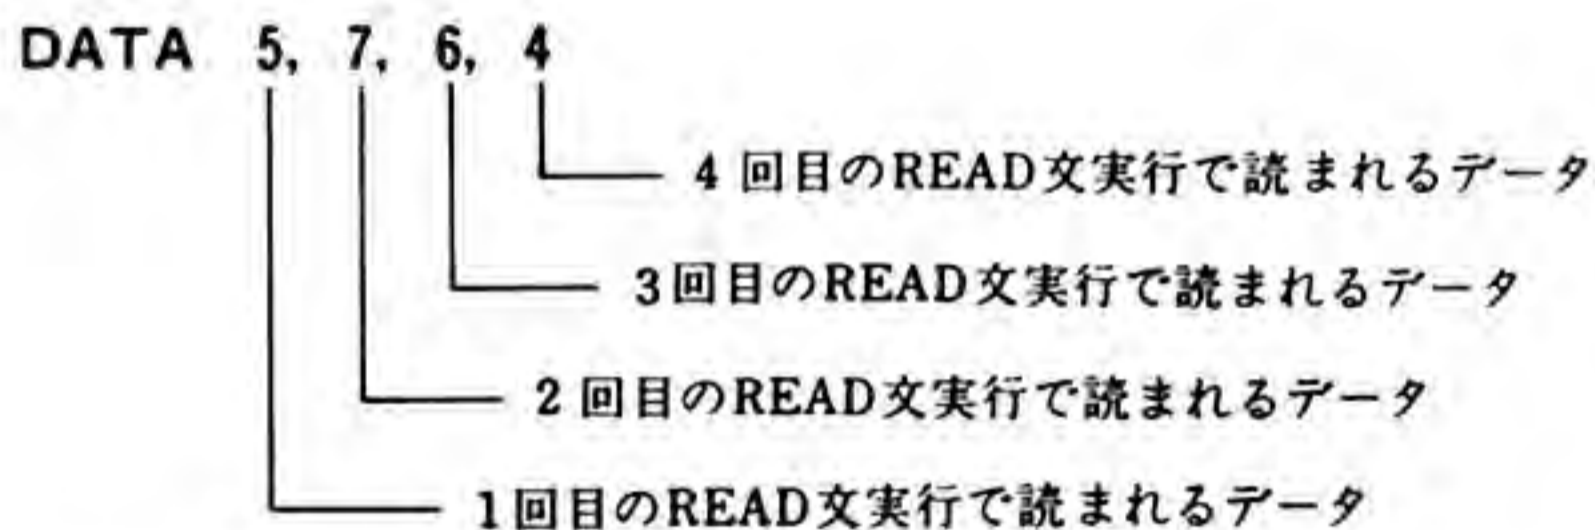 DATA 5, 7, 6, 4
4回目のREAD文実行で読まれるデータ
3回目のREAD文実行で読まれるデータ
2回目のREAD文実行で読まれるデータ
1回目のREAD文実行で読まれるデータ